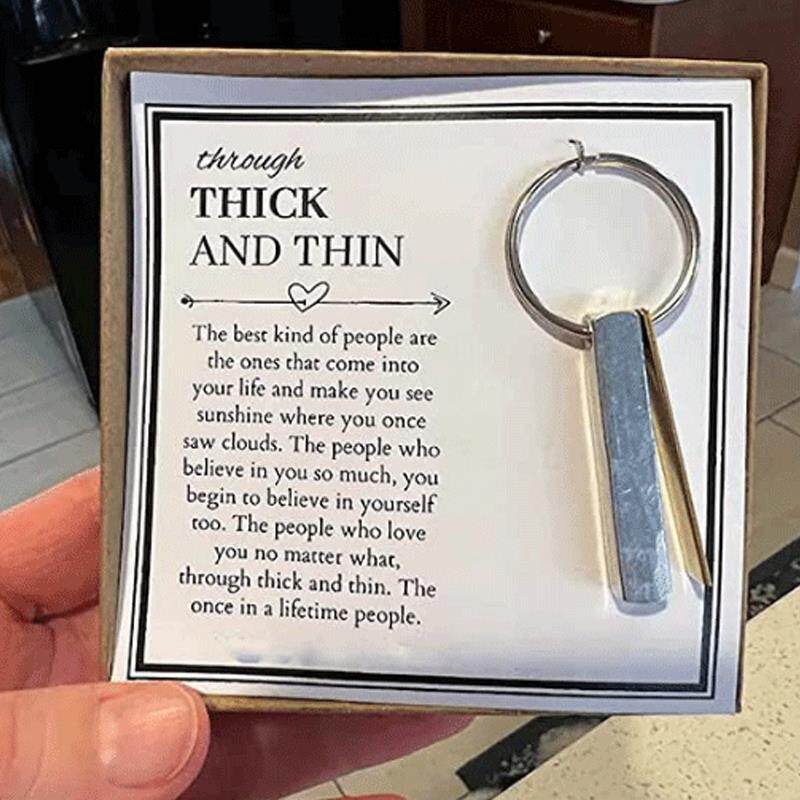 through
THICK
AND THIN
The best kind of people are
the ones that come into
your life and make you see
sunshine where you once
saw clouds. The people who
believe in you so much, you
begin to believe in yourself
too. The people who love
you no matter what,
through thick and thin. The
once in a lifetime people.